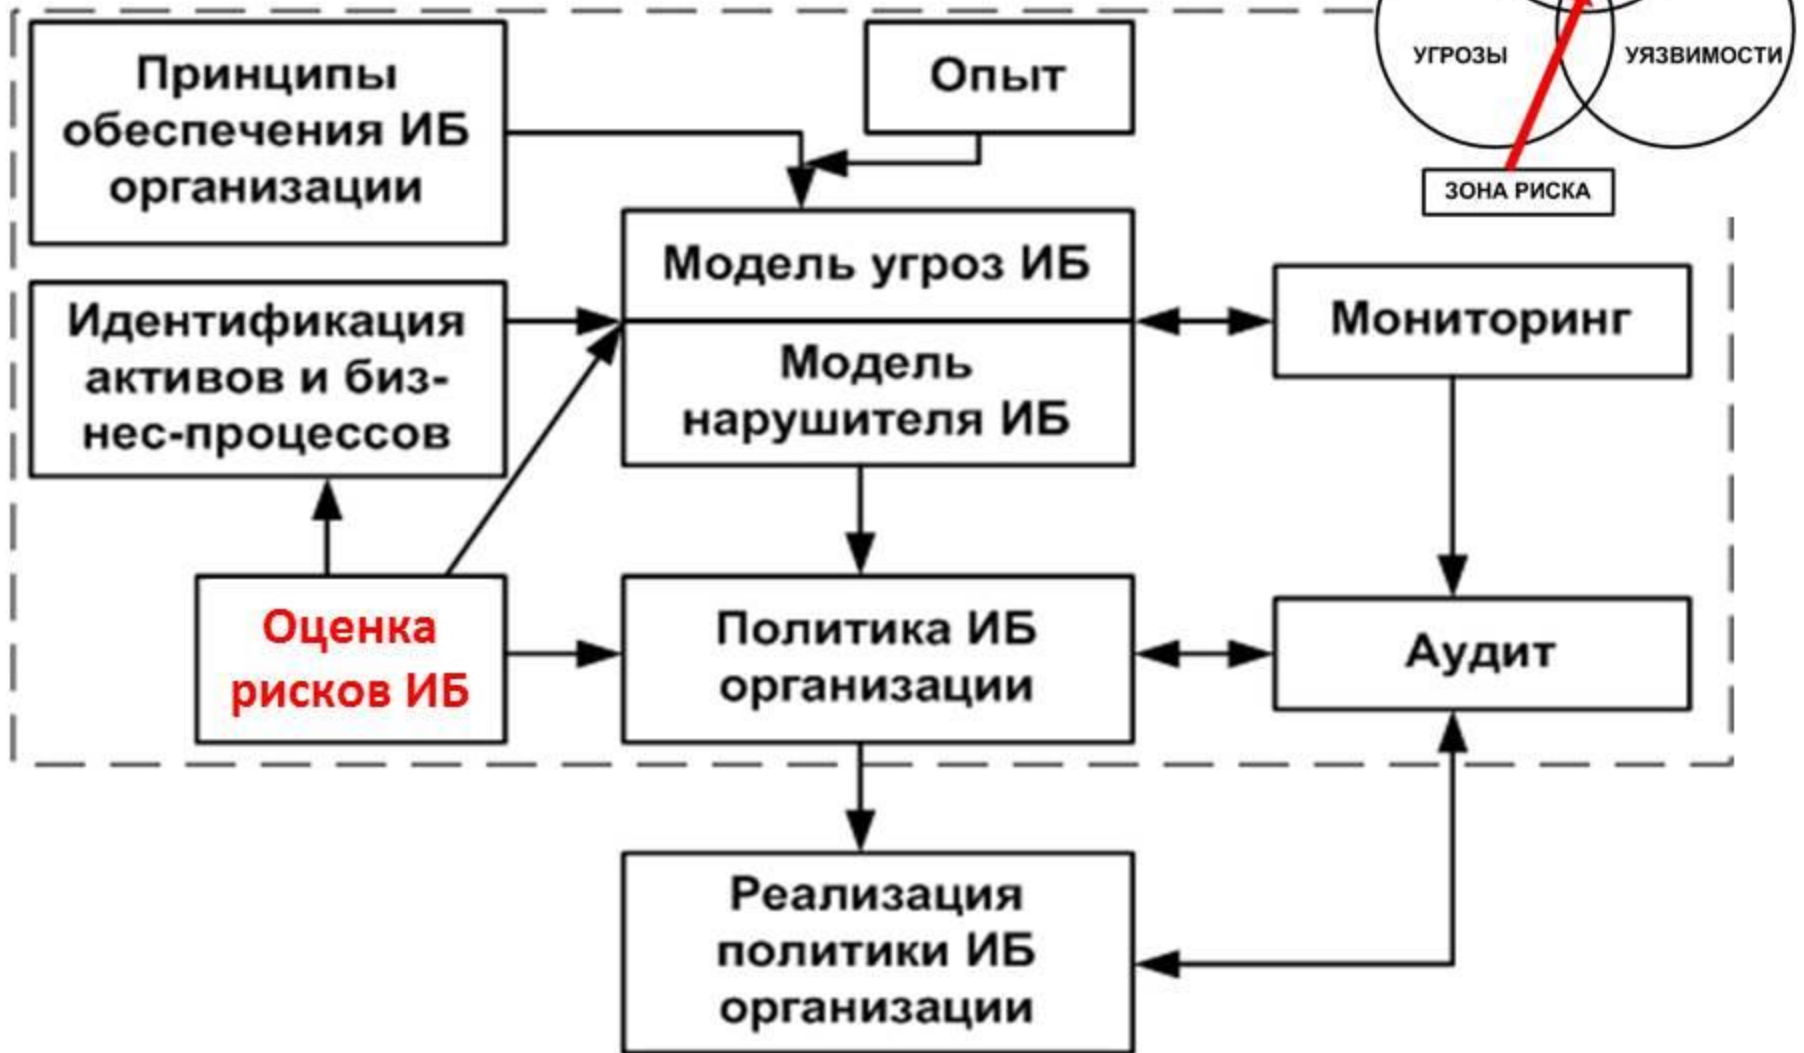 Принципы
обеспечения ИБ
организации
Опыт
УГРОЗЫ
УЯЗВИМОСТИ
ЗОНА РИСКА
Модель угроз ИБ
Идентификация
активов и биз-
нес-процессов
Модель
нарушителя ИБ
Мониторинг
Оценка
рисков ИБ
Политика ИБ
организации
Аудит
Реализация
политики ИБ
организации